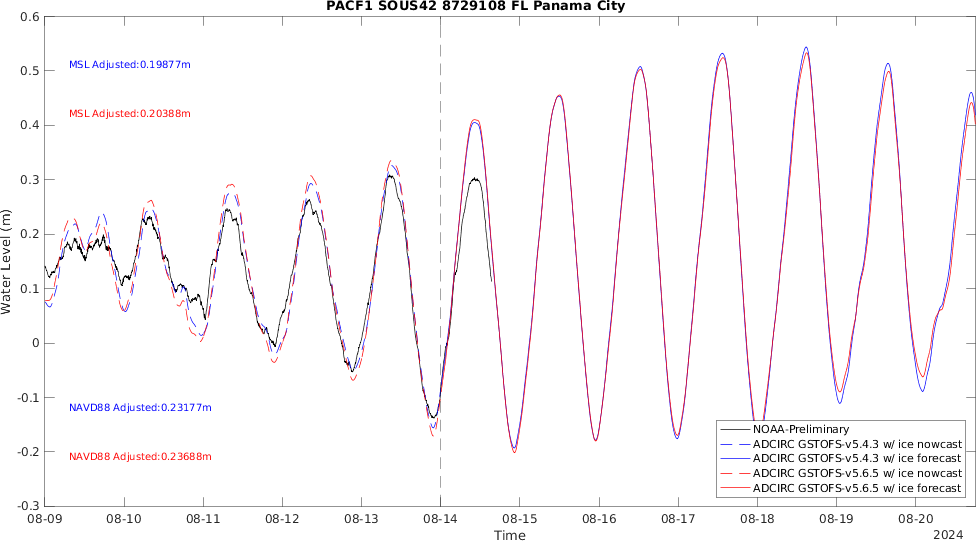 PACF1 SOUS42 8729108 FL Panama City
0.6
0.5
0.4
0.3
0.2
0.1
0
-0.1
-0.2
-0.3
Water Level (m)
MSL Adjusted:0.19877m
MSL Adjusted:0.20388m
NAVD88 Adjusted:0.23177m
NAVD88 Adjusted:0.23688m
NOAA-Preliminary
ADCIRC GSTOFS-v5.4.3 w/ ice nowcast
ADCIRC GSTOFS-v5.4.3 w/ ice forecast
ADCIRC GSTOFS-v5.6.5 w/ ice nowcast
ADCIRC GSTOFS-v5.6.5 w/ ice forecast
08-09 08-10 08-11 08-12 08-13 08-14 08-15 08-16 08-17 08-18 08-19 08-20
Time
2024